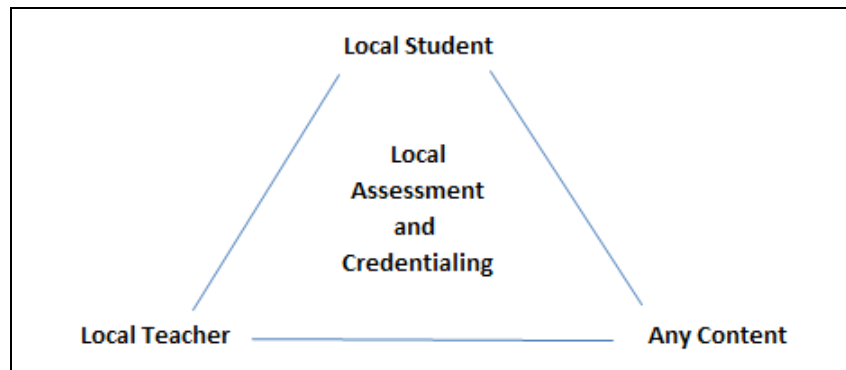 Local Student
Local
Assessment
and
Credentialing
Local Teacher
Any Content